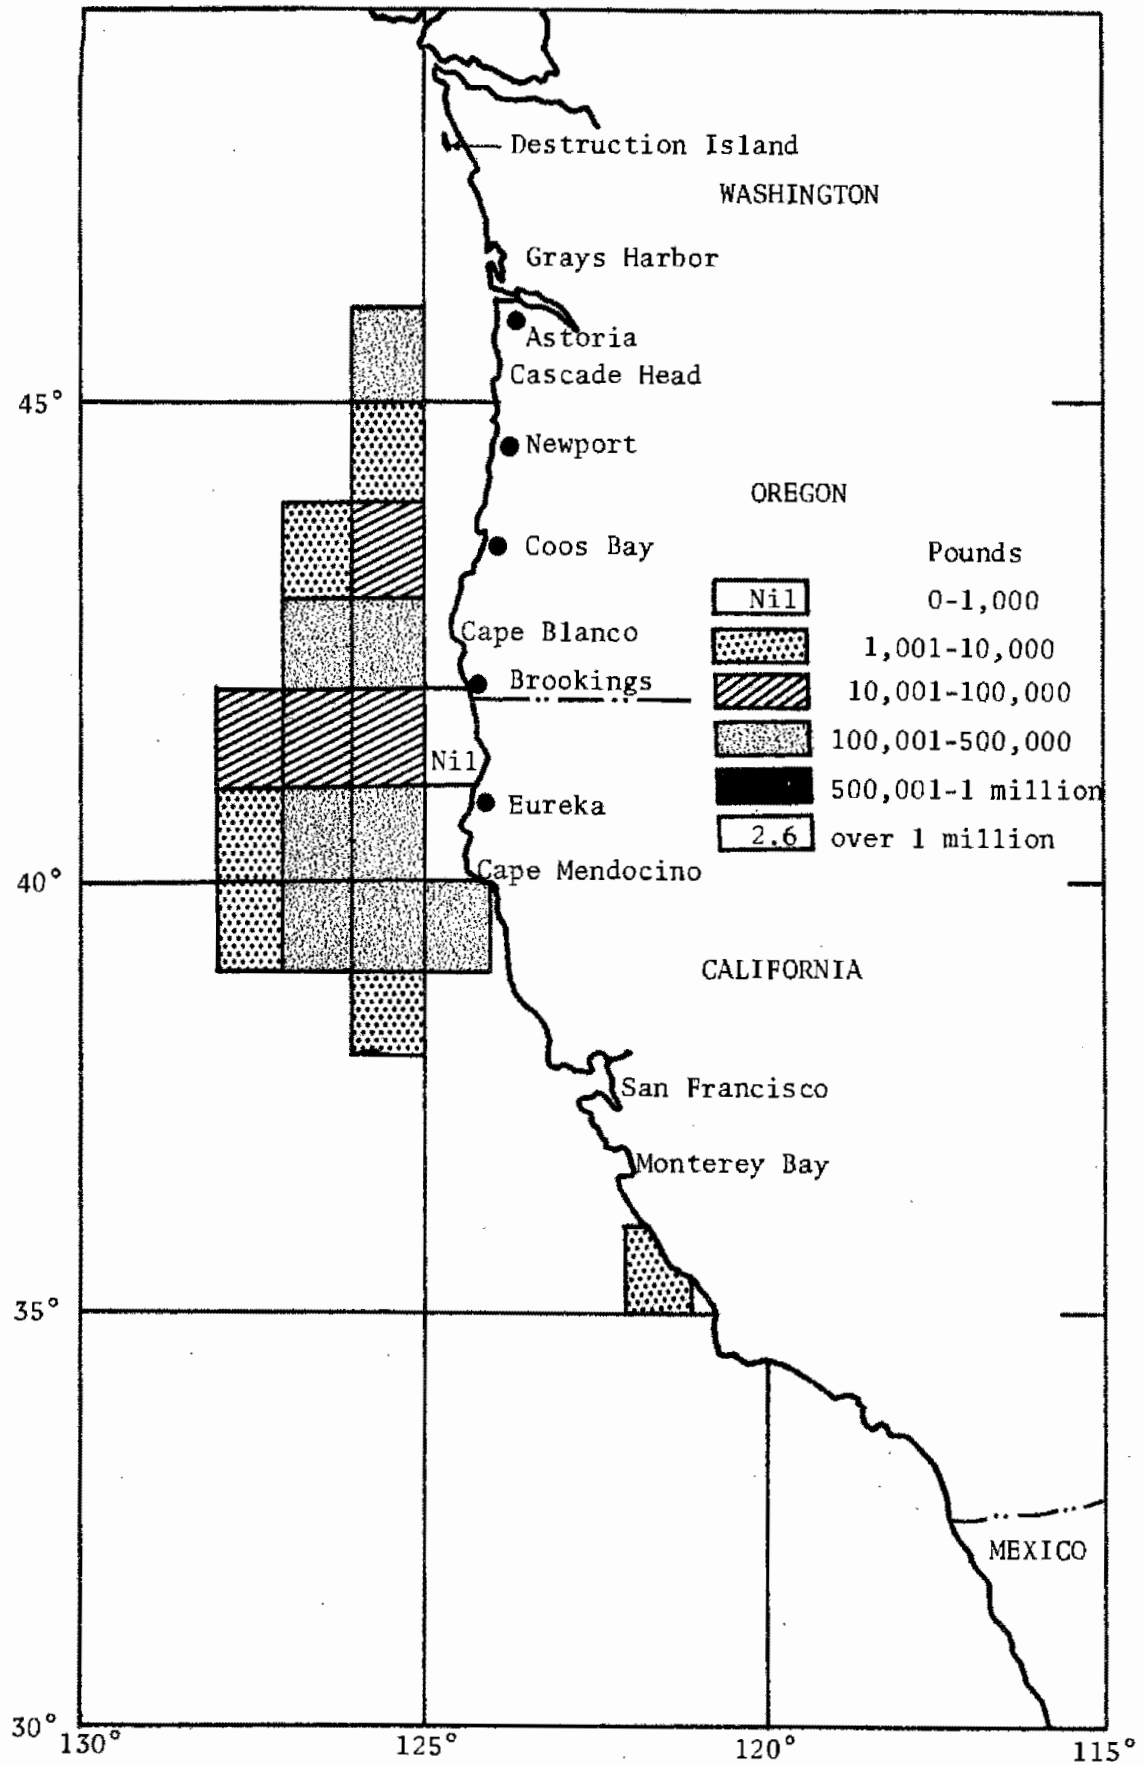 Destruction Island
WASHINGTON
Grays Harbor
Astoria
Cascade Head
45°
Newport
OREGON
Coos Bay
Pounds
Nil 0-1,000
Cape Blanco
1,001-10,000
Brookings
10,001-100,000
100,001-500,000
Nil
500,001-1 million
Eureka
2.6 over 1 million
Cape Mendocino
40°
CALIFORNIA
San Francisco
Monterey Bay
35°
MEXICO
30°
130° 125° 120° 115°